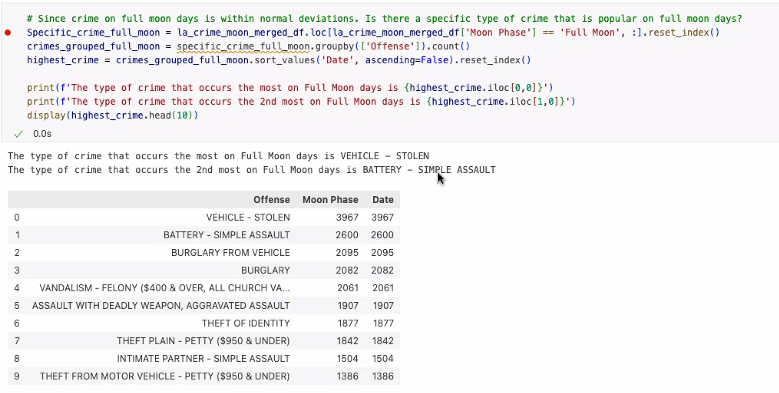 # Since crime on full moon days is within normal deviations. Is there a specific type of crime that is popular on full moon days?
Specific_crime_full_moon = la_crime_moon_merged_df.loc[la_crime_moon_merged_df['Moon Phase'] == 'Full Moon', :].reset_index()
crimes_grouped_full_moon = specific_crime_full_moon.groupby(['Offense']).count()
highest_crime = crimes_grouped_full_moon.sort_values('Date', ascending=False).reset_index()
print(f'The type of crime that occurs the most on Full Moon days is {highest_crime.iloc[0,0]}')
print(f'The type of crime that occurs the 2nd most on Full Moon days is {highest_crime.iloc[1,0]}')
display(highest_crime.head(10))
0.0s
The type of crime that occurs the most on Full Moon days is VEHICLE - STOLEN
The type of crime that occurs the 2nd most on Full Moon days is BATTERY - SIMPLE ASSAULT
Offense Moon Phase Date
0 VEHICLE - STOLEN 3967 3967
1 BATTERY - SIMPLE ASSAULT 2600 2600
2 BURGLARY FROM VEHICLE 2095 2095
3 BURGLARY 2082 2082
4 VANDALISM - FELONY ($400 & OVER, ALL CHURCH VA... 2061 2061
5 ASSAULT WITH DEADLY WEAPON, AGGRAVATED ASSAULT 1907 1907
6 THEFT OF IDENTITY 1877 1877
7 THEFT PLAIN - PETTY ($950 & UNDER) 1842 1842
8 INTIMATE PARTNER - SIMPLE ASSAULT 1504 1504
9 THEFT FROM MOTOR VEHICLE - PETTY ($950 & UNDER) 1386 1386